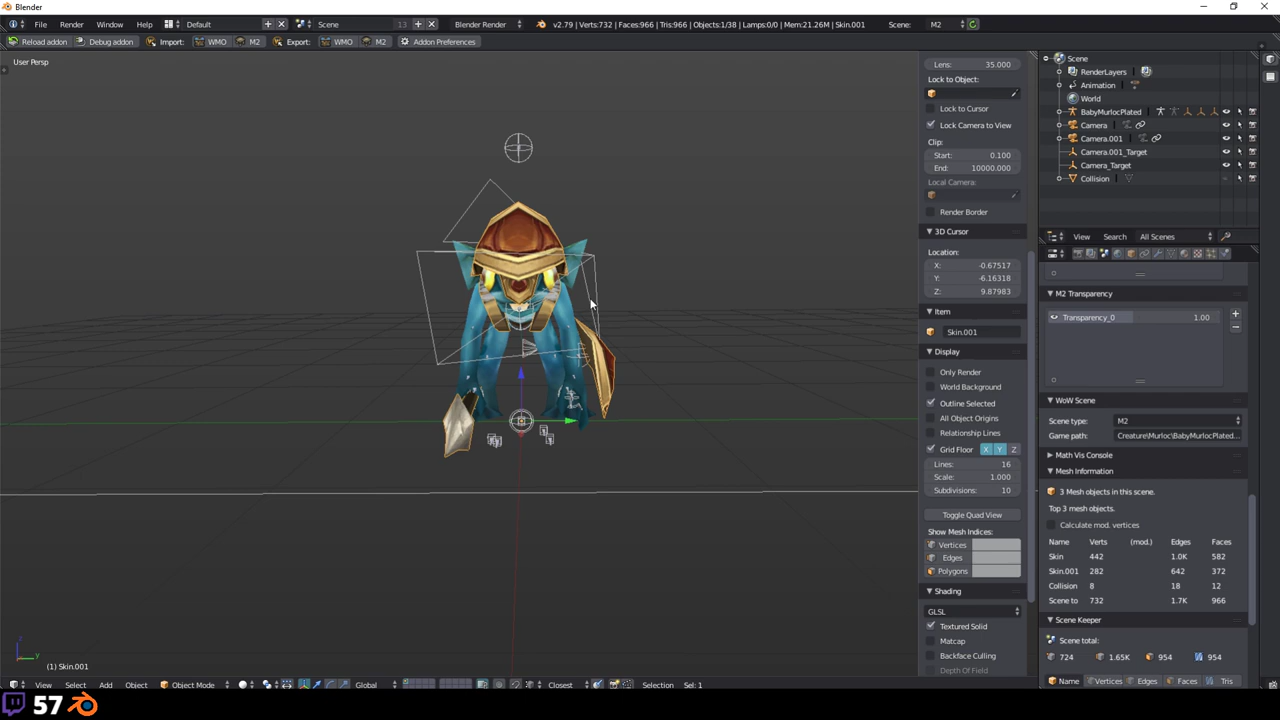 Blender
File Render Window Help Default Scene 13 Blender Render v2.79 | Verts:732 | Faces:966 | Tris:966 | Objects:1/38 | Lamps:0/0 | Mem:21.26M | Skin.001 Scene: M2
Reload addon Debug addon Import: WMO M2 Export: WMO M2 Addon Preferences
User Persp
Lens: 35.000
Lock to Object:
Lock to Cursor
Lock Camera to View
Clip:
Start: 0.100
End: 10000.000
Local Camera:
Render Border
3D Cursor
Location:
X: -0.67517
Y: -6.16318
Z: 9.87983
Item
Skin.001
Display
Only Render
World Background
Outline Selected
All Object Origins
Relationship Lines
Grid Floor X Y Z
Lines: 16
Scale: 1.000
Subdivisions: 10
Toggle Quad View
Show Mesh Indices:
Vertices
Edges
Polygons
Shading
GLSL
Textured Solid
Matcap
Backface Culling
Depth Of Field
Scene
RenderLayers
Animation
World
BabyMurlocPlated
Camera
Camera.001
Camera.001_Target
Camera_Target
Collision
View Search All Scenes
M2 Transparency
Transparency_0 1.00
WoW Scene
Scene type: M2
Game path: Creature\Murloc\BabyMurlocPlated...
Math Vis Console
Mesh Information
3 Mesh objects in this scene.
Top 3 mesh objects.
Calculate mod. vertices
Name Verts (mod.) Edges Faces
Skin 442 1.0K 582
Skin.001 282 642 372
Collision 8 18 12
Scene to 732 1.7K 966
Scene Keeper
Scene total:
724 1.65K 954 954
Name Vertices Edges Faces Tris
z
y
(1) Skin.001
View Select Add Object Object Mode Global Closest Selection Sel: 1
57